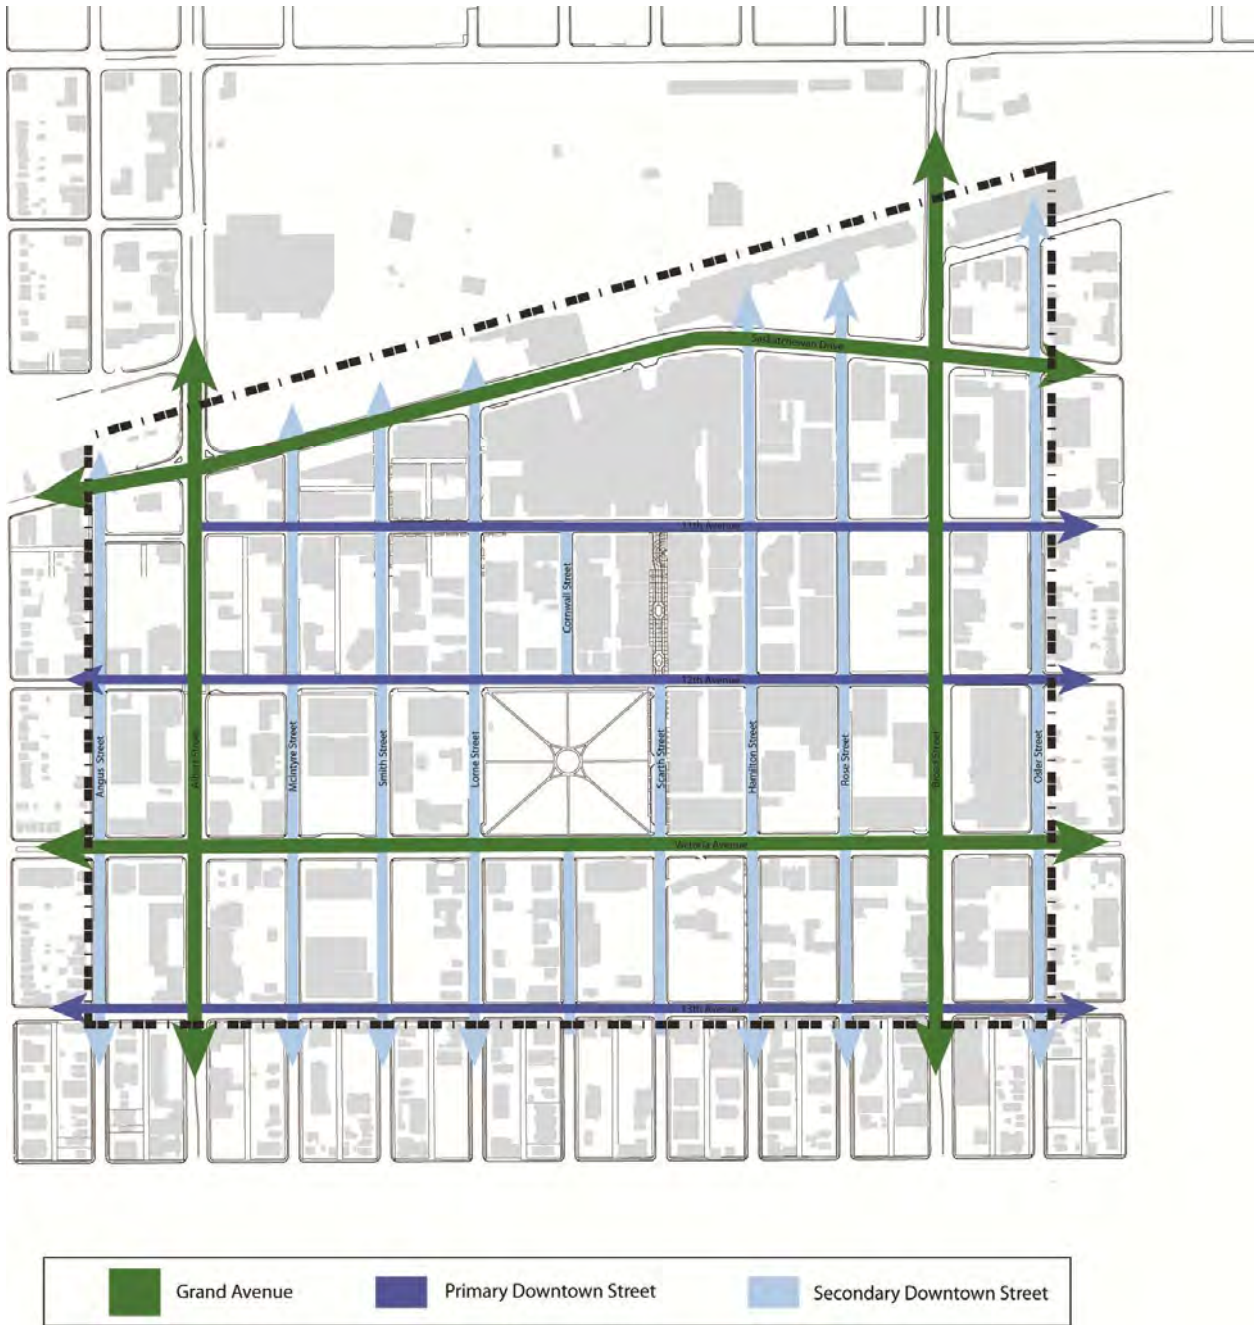 Saskatchewan Drive
11th Avenue
Cornwall Street
12th Avenue
Angus Street
Albert Street
McIntyre Street
Smith Street
Lorne Street
Scarth Street
Hamilton Street
Rose Street
Broad Street
Osler Street
Victoria Avenue
13th Avenue
Grand Avenue
Primary Downtown Street
Secondary Downtown Street